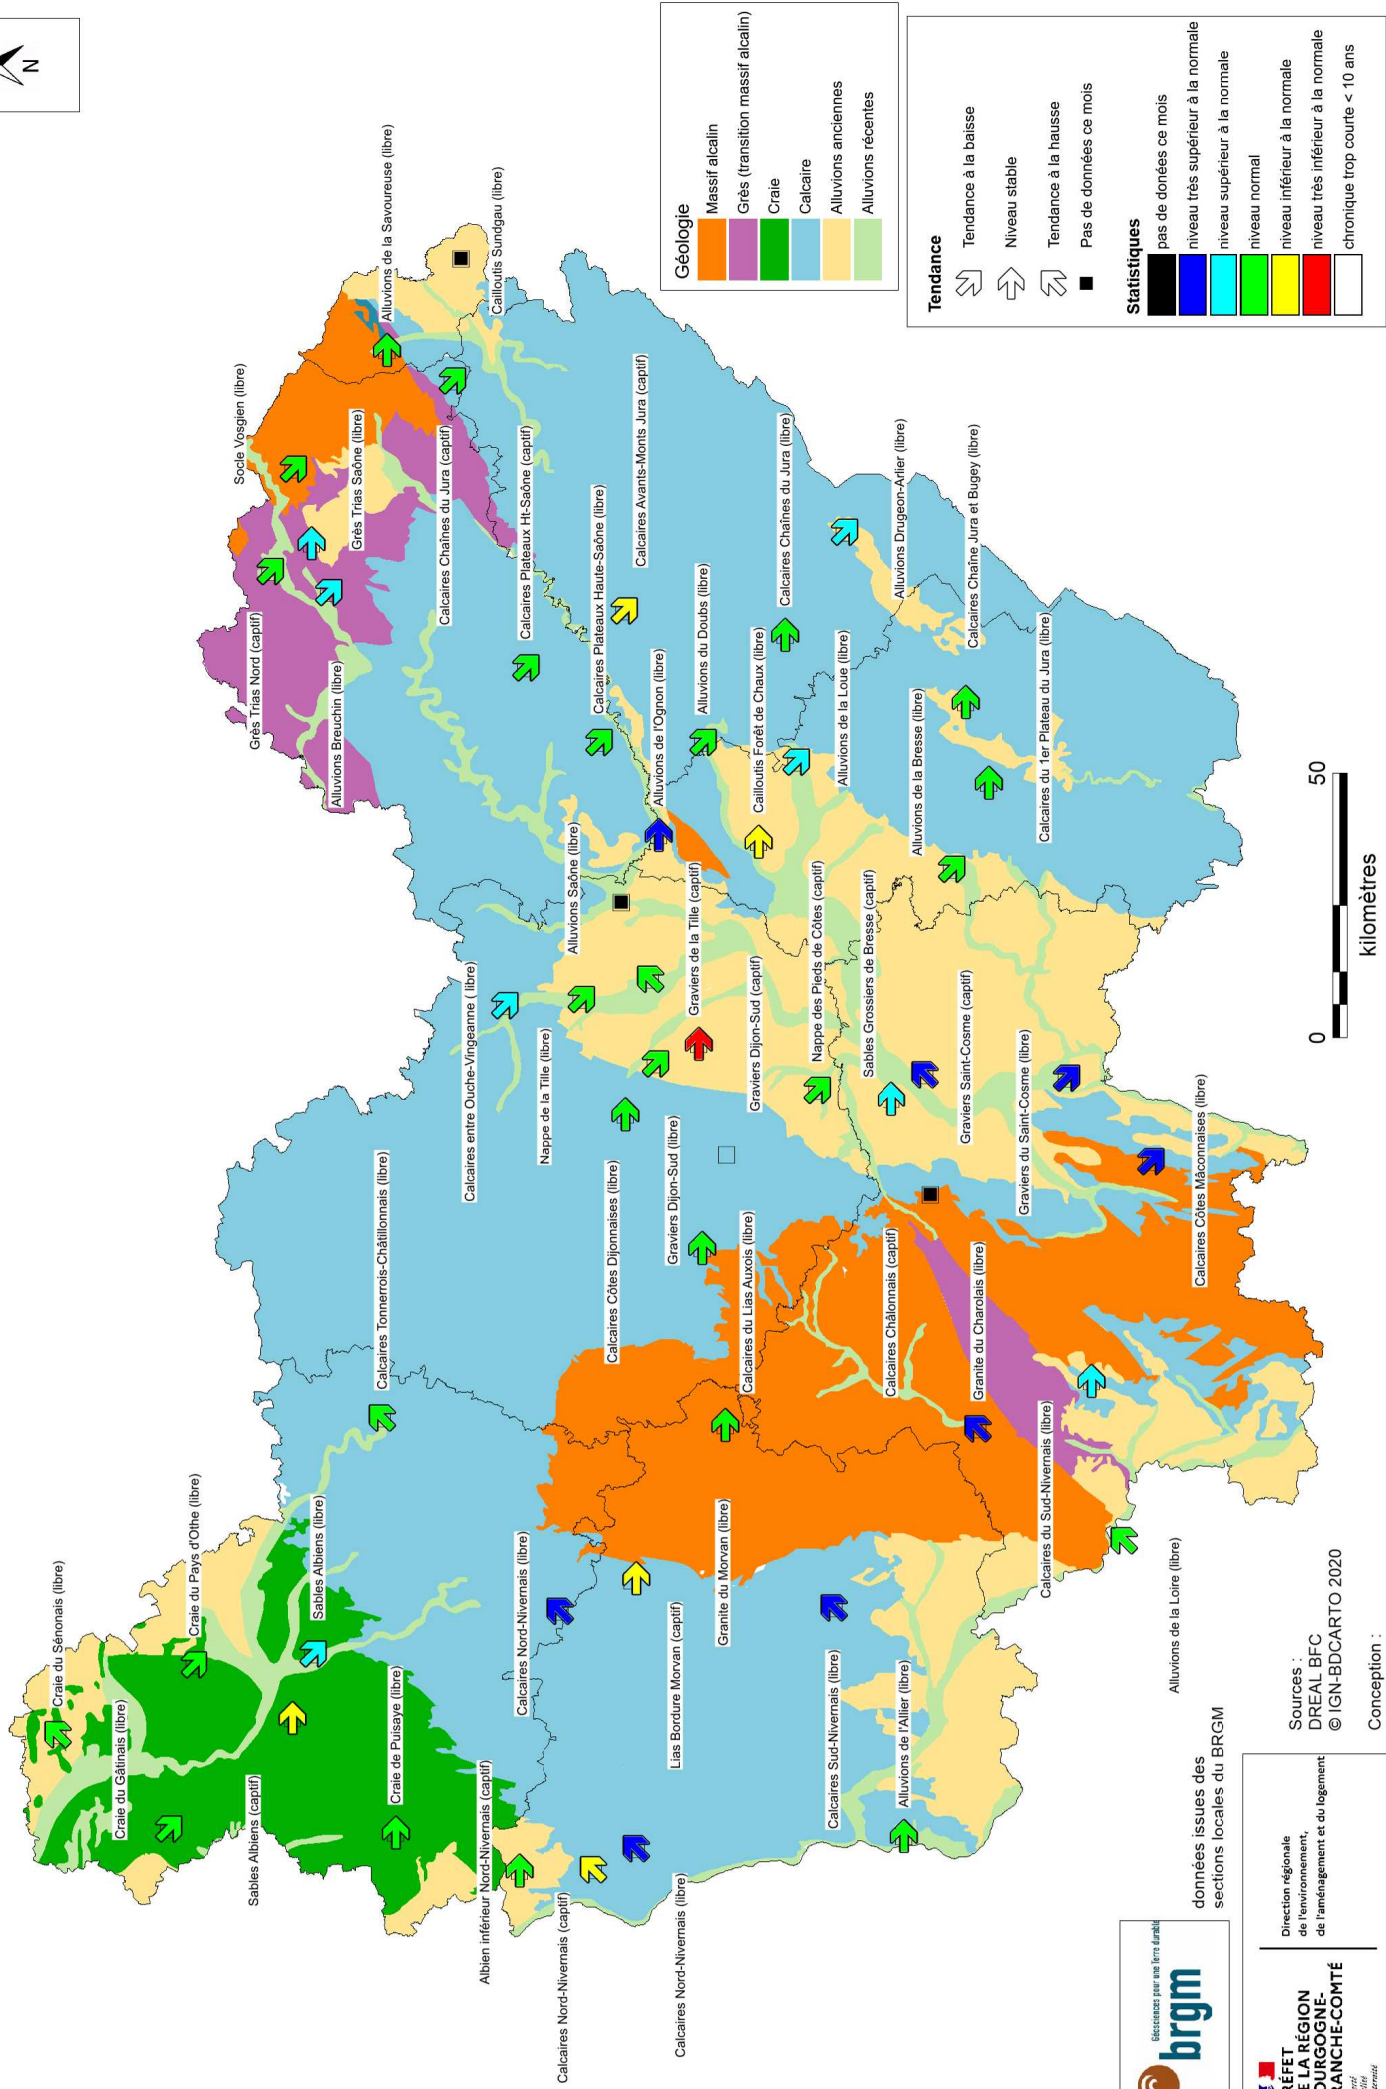 N
Craie du Sénonais (libre)
Craie du Gâtinais (libre)
Craie du Pays d'Othe (libre)
Sables Albiens (captif)
Sables Albiens (libre)
Craie de Puisaye (libre)
Calcaires Tonnerrois-Châtillonnais (libre)
Albien inférieur Nord-Nivernais (captif)
Calcaires Nord-Nivernais (libre)
Calcaires Nord-Nivernais (captif)
Calcaires Nord-Nivernais (libre)
Lias Bordure Morvan (captif)
Granite du Morvan (libre)
Calcaires Sud-Nivernais (libre)
Alluvions de l'Allier (libre)
Calcaires du Sud-Nivernais (libre)
Alluvions de la Loire (libre)
Calcaires entre Ouche-Vingeanne ( libre)
Nappe de la Tille (libre)
Calcaires Côtes Dijonnaises (libre)
Graviers Dijon-Sud (libre)
Calcaires du Lias Auxois (libre)
Calcaires Châlonnais (captif)
Granite du Charolais (libre)
Alluvions Saône (libre)
Graviers de la Tille (captif)
Graviers Dijon-Sud (captif)
Nappe des Pieds de Côtes (captif)
Sables Grossiers de Bresse (captif)
Graviers Saint-Cosme (captif)
Graviers du Saint-Cosme (libre)
Calcaires Côtes Mâconnaises (libre)
Socle Vosgien (libre)
Grès Trias Nord (captif)
Alluvions Breuchin (libre)
Grès Trias Saône (libre)
Alluvions de la Savoureuse (libre)
Cailloutis Sundgau (libre)
Calcaires Chaînes du Jura (captif)
Calcaires Plateaux Ht-Saône (captif)
Calcaires Plateaux Haute-Saône (libre)
Calcaires Avants-Monts Jura (captif)
Alluvions de l'Ognon (libre)
Alluvions du Doubs (libre)
Cailloutis Forêt de Chaux (libre)
Calcaires Chaînes du Jura (libre)
Alluvions de la Loue (libre)
Alluvions Drugeon-Arlier (libre)
Alluvions de la Bresse (libre)
Calcaires Chaîne Jura et Bugey (libre)
Calcaires du 1er Plateau du Jura (libre)
Géologie
Massif alcalin
Grès (transition massif alcalin)
Craie
Calcaire
Alluvions anciennes
Alluvions récentes
Tendance
Tendance à la baisse
Niveau stable
Tendance à la hausse
Pas de données ce mois
Statistiques
pas de donées ce mois
niveau très supérieur à la normale
niveau supérieur à la normale
niveau normal
niveau inférieur à la normale
niveau très inférieur à la normale
chronique trop courte < 10 ans
0 50
kilomètres
données issues des
sections locales du BRGM
Sources :
DREAL BFC
© IGN-BDCARTO 2020
Conception :
Géosciences pour une Terre durable
brgm
Direction régionale
de l'environnement,
de l'aménagement et du logement